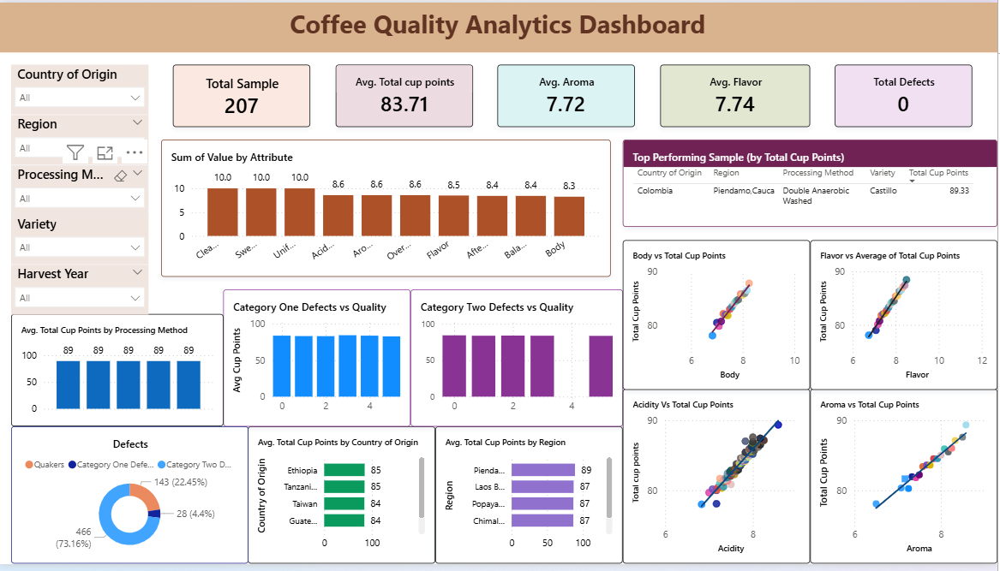 Coffee Quality Analytics Dashboard
Country of Origin
All
Region
All
Processing M...
All
Variety
All
Harvest Year
All
Total Sample
207
Avg. Total cup points
83.71
Avg. Aroma
7.72
Avg. Flavor
7.74
Total Defects
0
Sum of Value by Attribute
10
5
0
10.0 10.0 10.0 8.6 8.6 8.6 8.5 8.4 8.4 8.3
Clea... Swe... Unif... Acid... Aro... Over... Flavor Afte... Bala... Body
Top Performing Sample (by Total Cup Points)
Country of Origin Region Processing Method Variety Total Cup Points
Colombia Piendamo,Cauca Double Anaerobic Castillo 89.33
Washed
Avg. Total Cup Points by Processing Method
100
50
0
89 89 89 89 89
Category One Defects vs Quality
Avg Cup Points
100
50
0
0 2 4
Category Two Defects vs Quality
100
50
0
0 2 4
Body vs Total Cup Points
Total Cup Points
90
80
6 8 10
Body
Flavor vs Average of Total Cup Points
Total Cup Points
90
80
6 8 10 12
Flavor
Defects
Quakers Category One Defe... Category Two D...
143 (22.45%)
28 (4.4%)
466
(73.16%)
Avg. Total Cup Points by Country of Origin
Country of Origin
Ethiopia 85
Tanzani... 85
Taiwan 84
Guate... 84
0 100
Avg. Total Cup Points by Region
Region
Pienda... 89
Laos B... 87
Popaya... 87
Chimal... 87
0 50 100
Acidity Vs Total Cup Points
Total Cup points
90
80
6 8
Acidity
Aroma vs Total Cup Points
Total Cup Points
90
80
6 8
Aroma